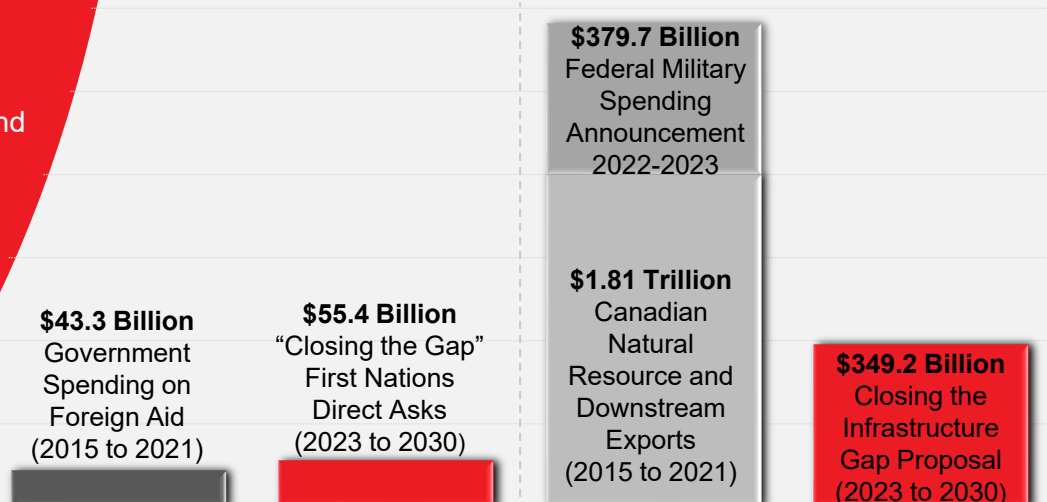 nd
$43.3 Billion
Government
Spending on
Foreign Aid
(2015 to 2021)
$55.4 Billion
“Closing the Gap”
First Nations
Direct Asks
(2023 to 2030)
$379.7 Billion
Federal Military
Spending
Announcement
2022-2023
$1.81 Trillion
Canadian
Natural
Resource and
Downstream
Exports
(2015 to 2021)
$349.2 Billion
Closing the
Infrastructure
Gap Proposal
(2023 to 2030)